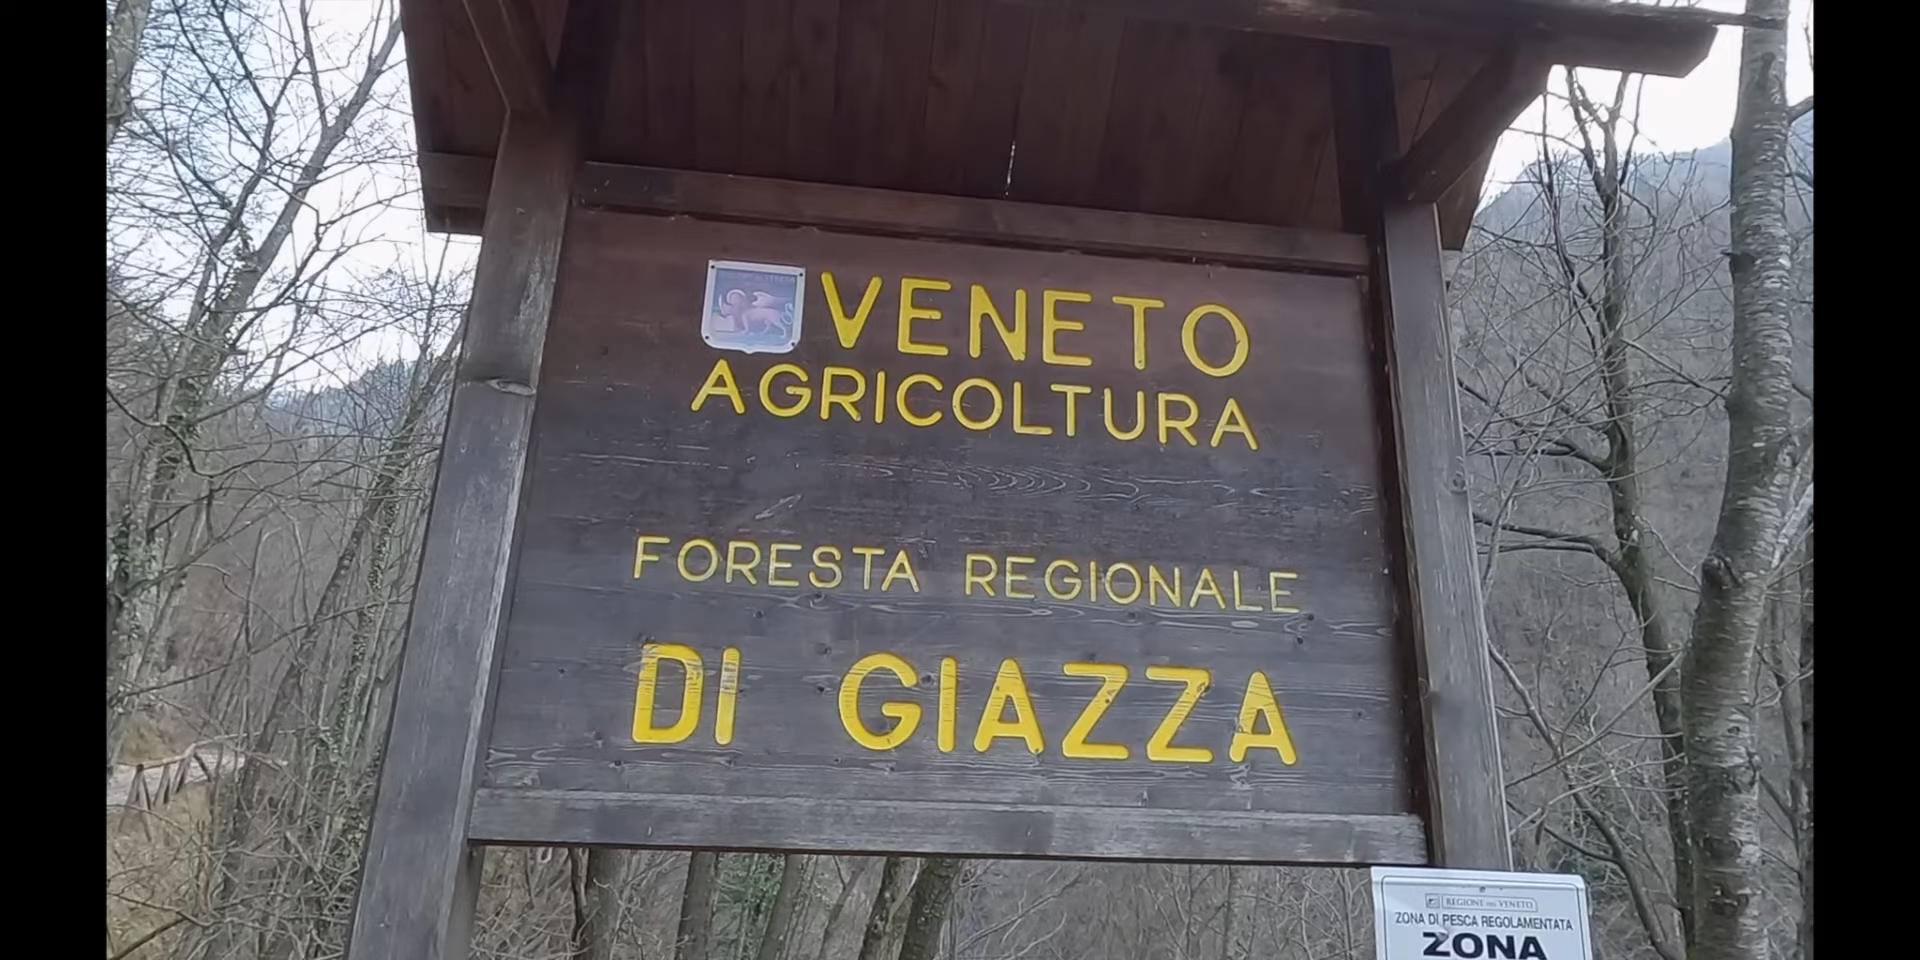 VENETO
AGRICOLTURA
FORESTA REGIONALE
DI GIAZZA
REGIONE DEL VENETO
ZONA DI PESCA REGOLAMENTATA
ZONA